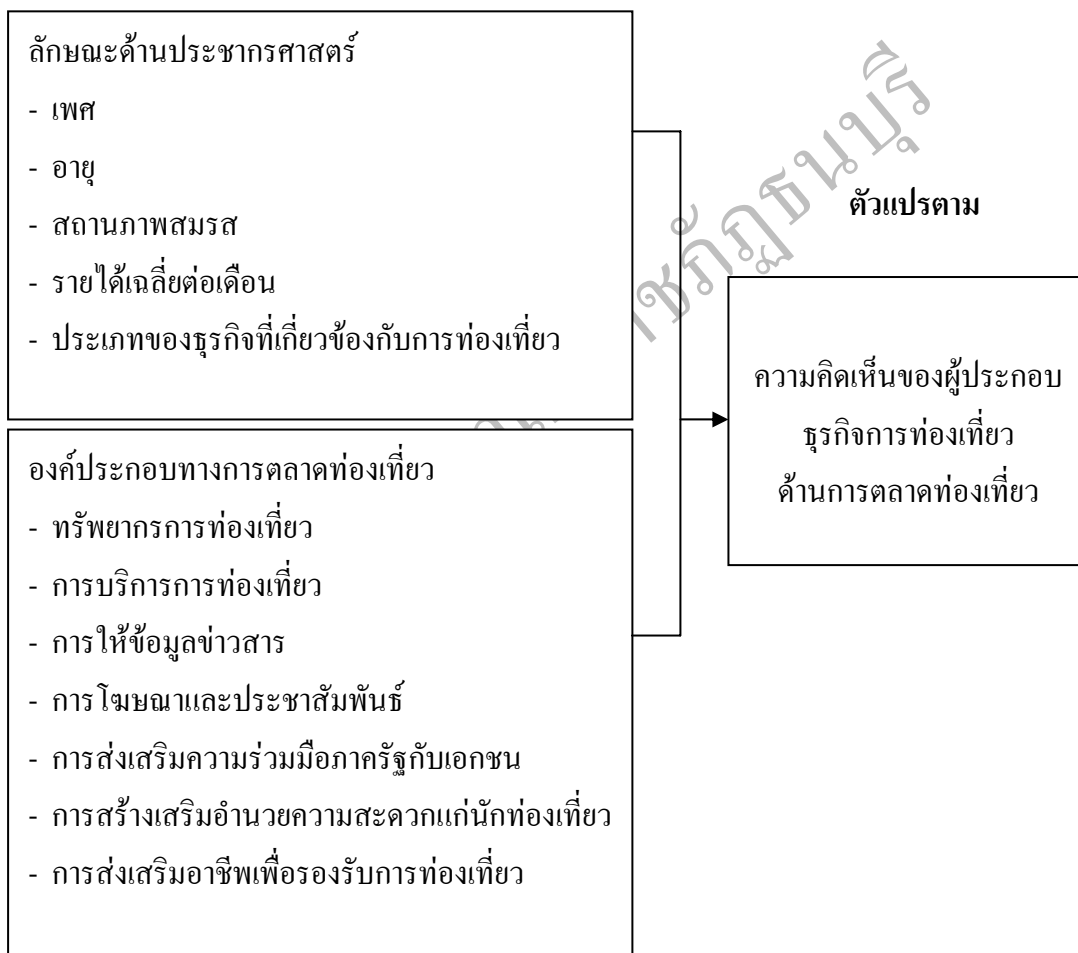 ลักษณะด้านประชากรศาสตร์
- เพศ
- อายุ
- สถานภาพสมรส
- รายได้เฉลี่ยต่อเดือน
- ประเภทของธุรกิจที่เกี่ยวข้องกับการท่องเที่ยว
องค์ประกอบทางการตลาดท่องเที่ยว
- ทรัพยากรการท่องเที่ยว
- การบริการการท่องเที่ยว
- การให้ข้อมูลข่าวสาร
- การโฆษณาและประชาสัมพันธ์
- การส่งเสริมความร่วมมือภาครัฐกับเอกชน
- การสร้างเสริมอำนวยความสะดวกแก่นักท่องเที่ยว
- การส่งเสริมอาชีพเพื่อรองรับการท่องเที่ยว
ตัวแปรตาม
ความคิดเห็นของผู้ประกอบ
ธุรกิจการท่องเที่ยว
ด้านการตลาดท่องเที่ยว